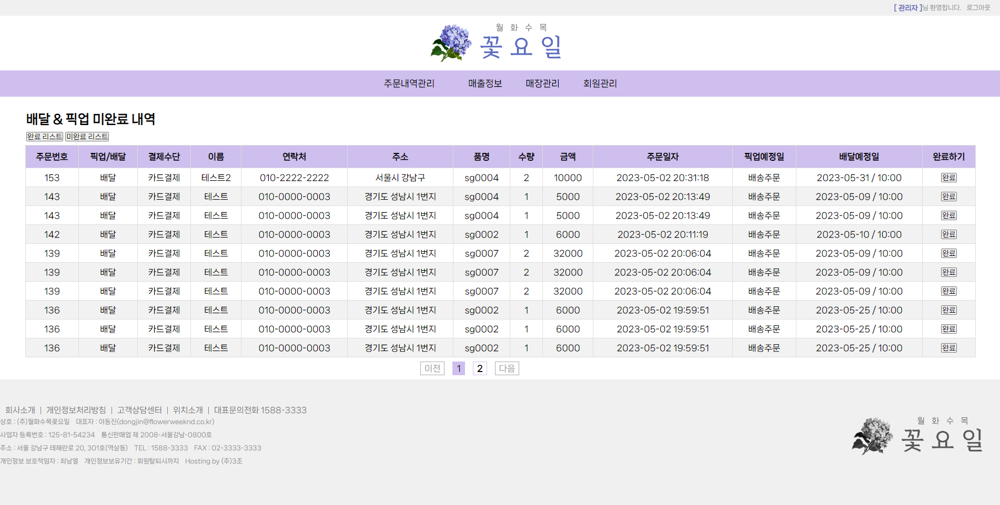 [ 관리자 ]님 환영합니다. 로그아웃
월 화 수 목
꽃 요 일
주문내역관리 매출정보 매장관리 회원관리
배달 & 픽업 미완료 내역
완료 리스트 미완료 리스트
주문번호 픽업/배달 결제수단 이름 연락처 주소 품명 수량 금액 주문일자 픽업예정일 배달예정일 완료하기
153 배달 카드결제 테스트2 010-2222-2222 서울시 강남구 sg0004 2 10000 2023-05-02 20:31:18 배송주문 2023-05-31 / 10:00 완료
143 배달 카드결제 테스트 010-0000-0003 경기도 성남시 1번지 sg0004 1 5000 2023-05-02 20:13:49 배송주문 2023-05-09 / 10:00 완료
143 배달 카드결제 테스트 010-0000-0003 경기도 성남시 1번지 sg0004 1 5000 2023-05-02 20:13:49 배송주문 2023-05-09 / 10:00 완료
142 배달 카드결제 테스트 010-0000-0003 경기도 성남시 1번지 sg0002 1 6000 2023-05-02 20:11:19 배송주문 2023-05-10 / 10:00 완료
139 배달 카드결제 테스트 010-0000-0003 경기도 성남시 1번지 sg0007 2 32000 2023-05-02 20:06:04 배송주문 2023-05-09 / 10:00 완료
139 배달 카드결제 테스트 010-0000-0003 경기도 성남시 1번지 sg0007 2 32000 2023-05-02 20:06:04 배송주문 2023-05-09 / 10:00 완료
139 배달 카드결제 테스트 010-0000-0003 경기도 성남시 1번지 sg0007 2 32000 2023-05-02 20:06:04 배송주문 2023-05-09 / 10:00 완료
136 배달 카드결제 테스트 010-0000-0003 경기도 성남시 1번지 sg0002 1 6000 2023-05-02 19:59:51 배송주문 2023-05-25 / 10:00 완료
136 배달 카드결제 테스트 010-0000-0003 경기도 성남시 1번지 sg0002 1 6000 2023-05-02 19:59:51 배송주문 2023-05-25 / 10:00 완료
136 배달 카드결제 테스트 010-0000-0003 경기도 성남시 1번지 sg0002 1 6000 2023-05-02 19:59:51 배송주문 2023-05-25 / 10:00 완료
이전 1 2 다음
회사소개 | 개인정보처리방침 | 고객상담센터 | 위치소개 | 대표문의전화 1588-3333
상호 : (주)월화수목꽃요일 대표자 : 이동진(dongjin@flowerweeknd.co.kr)
사업자 등록번호 : 125-81-54234 통신판매업 제 2008-서울강남-0800호
주소 : 서울 강남구 테헤란로 20, 301호(역삼동) TEL : 1588-3333 FAX : 02-3333-3333
개인정보 보호책임자 : 최남열 개인정보보유기간 : 회원탈퇴시까지 Hosting by (주)3조
월 화 수 목
꽃 요 일